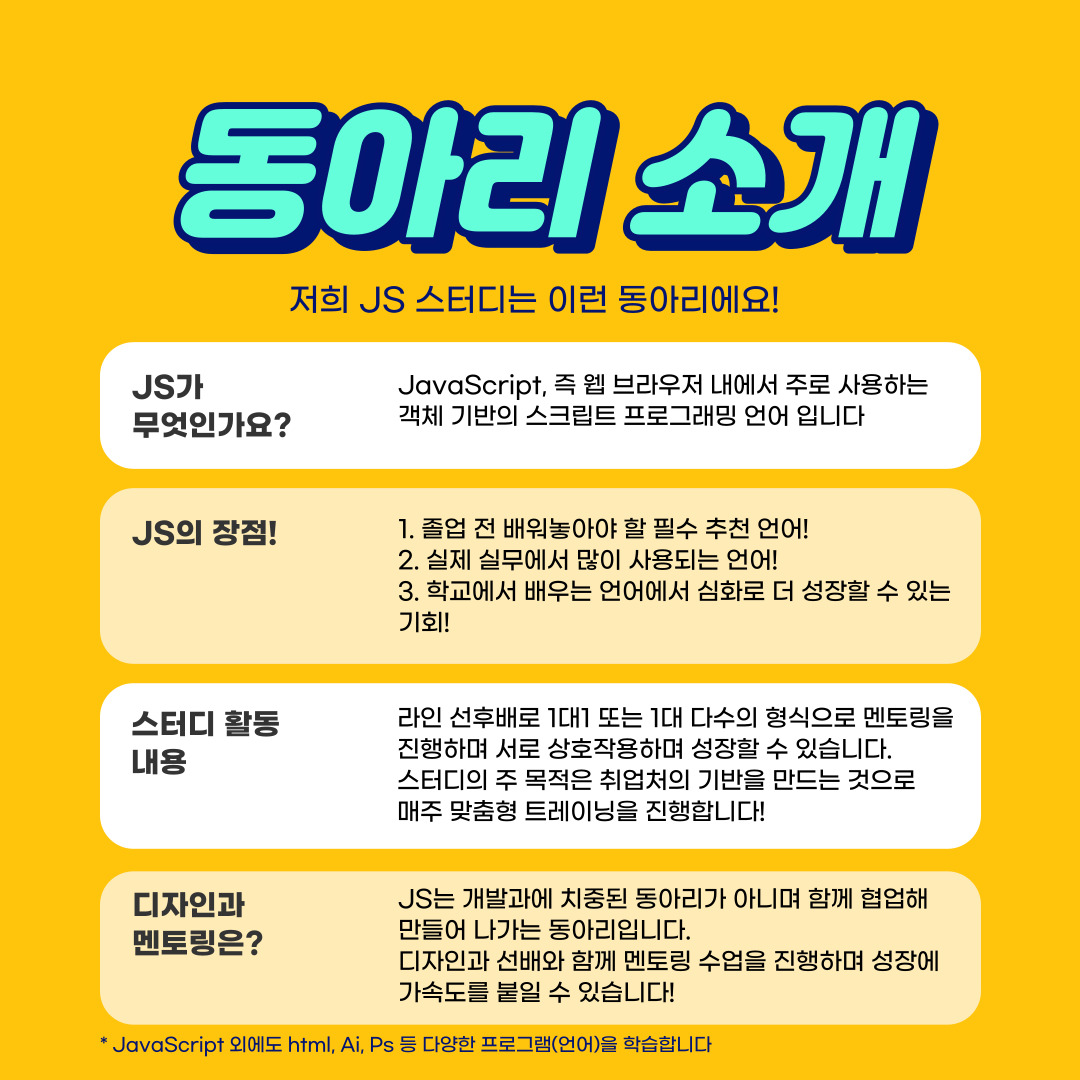 동아리 소개
저희 JS 스터디는 이런 동아리에요!
JS가
무엇인가요?
JavaScript, 즉 웹 브라우저 내에서 주로 사용하는
객체 기반의 스크립트 프로그래밍 언어 입니다
JS의 장점!
1. 졸업 전 배워놓아야 할 필수 추천 언어!
2. 실제 실무에서 많이 사용되는 언어!
3. 학교에서 배우는 언어에서 심화로 더 성장할 수 있는
기회!
스터디 활동
내용
라인 선후배로 1대1 또는 1대 다수의 형식으로 멘토링을
진행하며 서로 상호작용하며 성장할 수 있습니다.
스터디의 주 목적은 취업처의 기반을 만드는 것으로
매주 맞춤형 트레이닝을 진행합니다!
디자인과
멘토링은?
JS는 개발과에 치중된 동아리가 아니며 함께 협업해
만들어 나가는 동아리입니다.
디자인과 선배와 함께 멘토링 수업을 진행하며 성장에
가속도를 붙일 수 있습니다!
* JavaScript 외에도 html, Ai, Ps 등 다양한 프로그램(언어)을 학습합니다